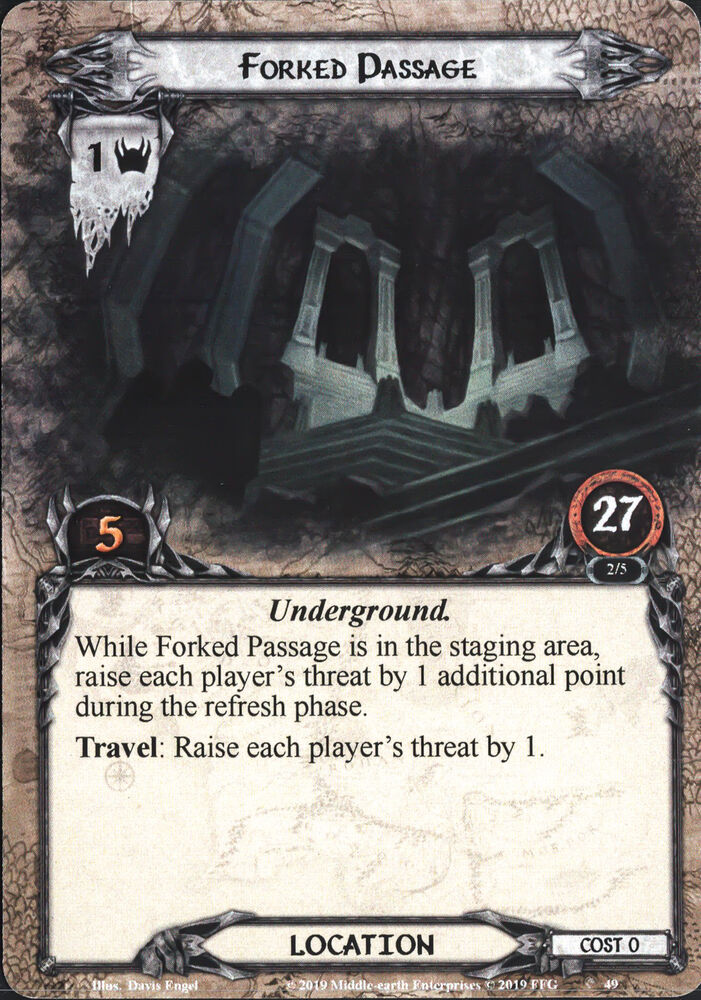 FORKED PASSAGE
1
5
27
2/5
Underground.
While Forked Passage is in the staging area,
raise each player's threat by 1 additional point
during the refresh phase.
Travel: Raise each player's threat by 1.
MORDOR
LOCATION
COST 0
Illus. Davis Engel
© 2019 Middle-earth Enterprises © 2019 FFG
49